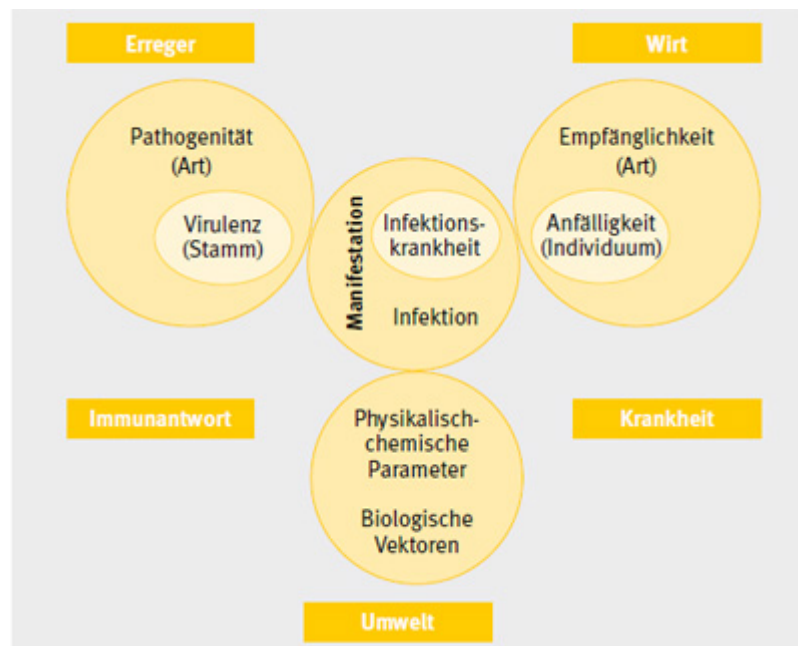 Erreger
Wirt
Pathogenität
(Art)
Virulenz
(Stamm)
Manifestation
Infektions-
krankheit
Infektion
Empfänglichkeit
(Art)
Anfälligkeit
(Individuum)
Immunantwort
Krankheit
Physikalisch-
chemische
Parameter
Biologische
Vektoren
Umwelt